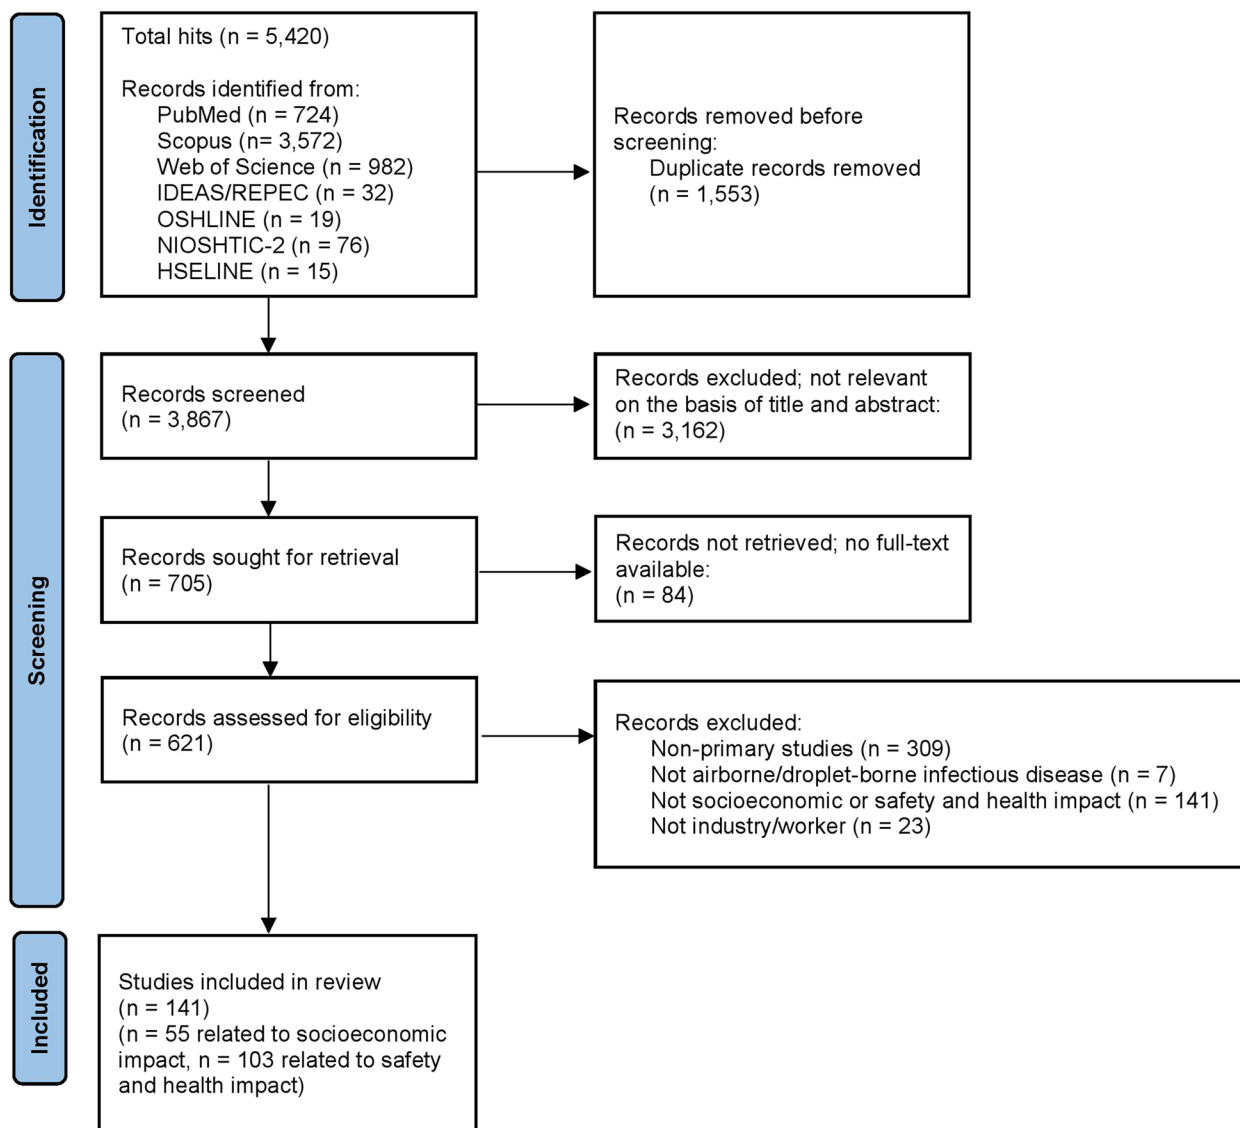 Identification
Total hits (n = 5,420)
Records identified from:
PubMed (n = 724)
Scopus (n= 3,572)
Web of Science (n = 982)
IDEAS/REPEC (n = 32)
OSHLINE (n = 19)
NIOSHTIC-2 (n = 76)
HSELINE (n = 15)
Records removed before
screening:
Duplicate records removed
(n = 1,553)
Screening
Records screened
(n = 3,867)
Records excluded; not relevant
on the basis of title and abstract:
(n = 3,162)
Records sought for retrieval
(n = 705)
Records not retrieved; no full-text
available:
(n = 84)
Records assessed for eligibility
(n = 621)
Records excluded:
Non-primary studies (n = 309)
Not airborne/droplet-borne infectious disease (n = 7)
Not socioeconomic or safety and health impact (n = 141)
Not industry/worker (n = 23)
Included
Studies included in review
(n = 141)
(n = 55 related to socioeconomic
impact, n = 103 related to safety
and health impact)